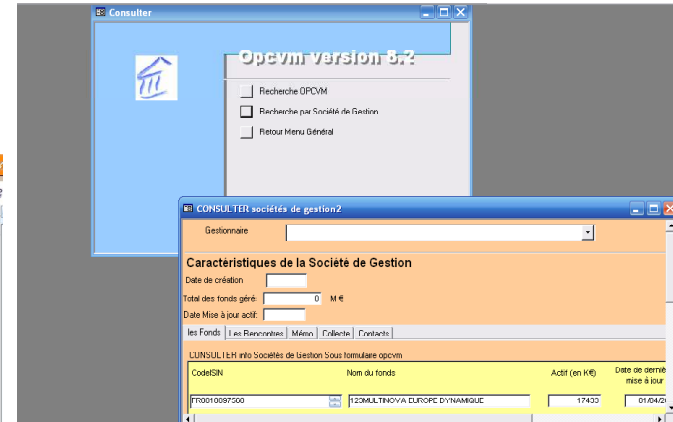 Consulter
Opcvm version 8.2
Recherche OPCVM
Recherche par Société de Gestion
Retour Menu Général
CONSULTER sociétés de gestion2
Gestionnaire
Caractéristiques de la Société de Gestion
Date de création
Total des fonds géré: 0 M €
Date Mise à jour actif:
les Fonds Les Rencontres Mémo Collecte Contacts
CONSULTER info Sociétés de Gestion Sous formulaire opcvm
CodeISIN Nom du fonds Actif (en K€) Date de derniè
mise à jour
FR0010097500 123MULTINOVA EUROPE DYNAMIQUE 17433 01/04/2